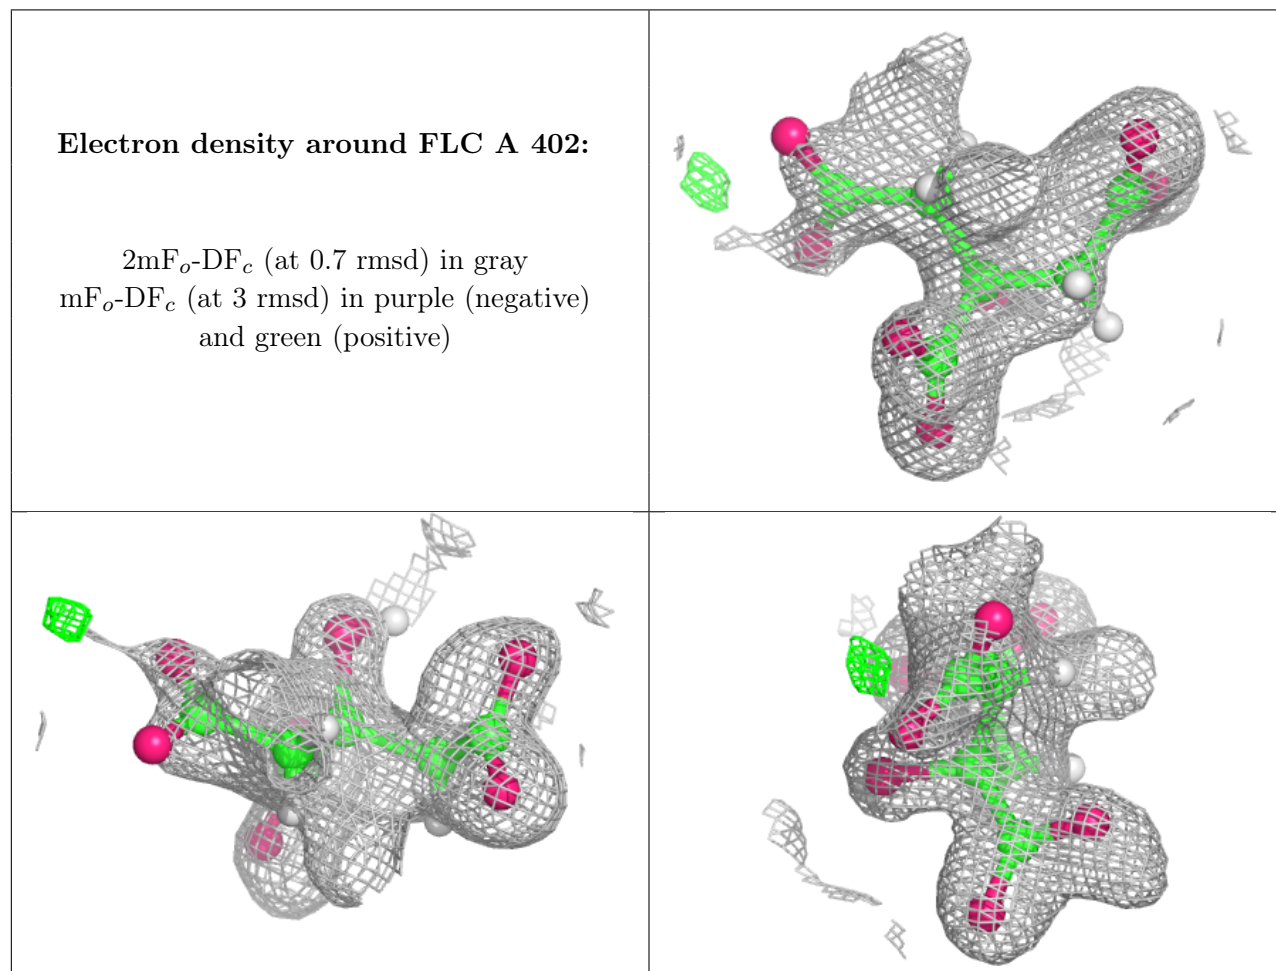 Electron density around FLC A 402:
2mFo-DFc (at 0.7 rmsd) in gray
mFo-DFc (at 3 rmsd) in purple (negative)
and green (positive)